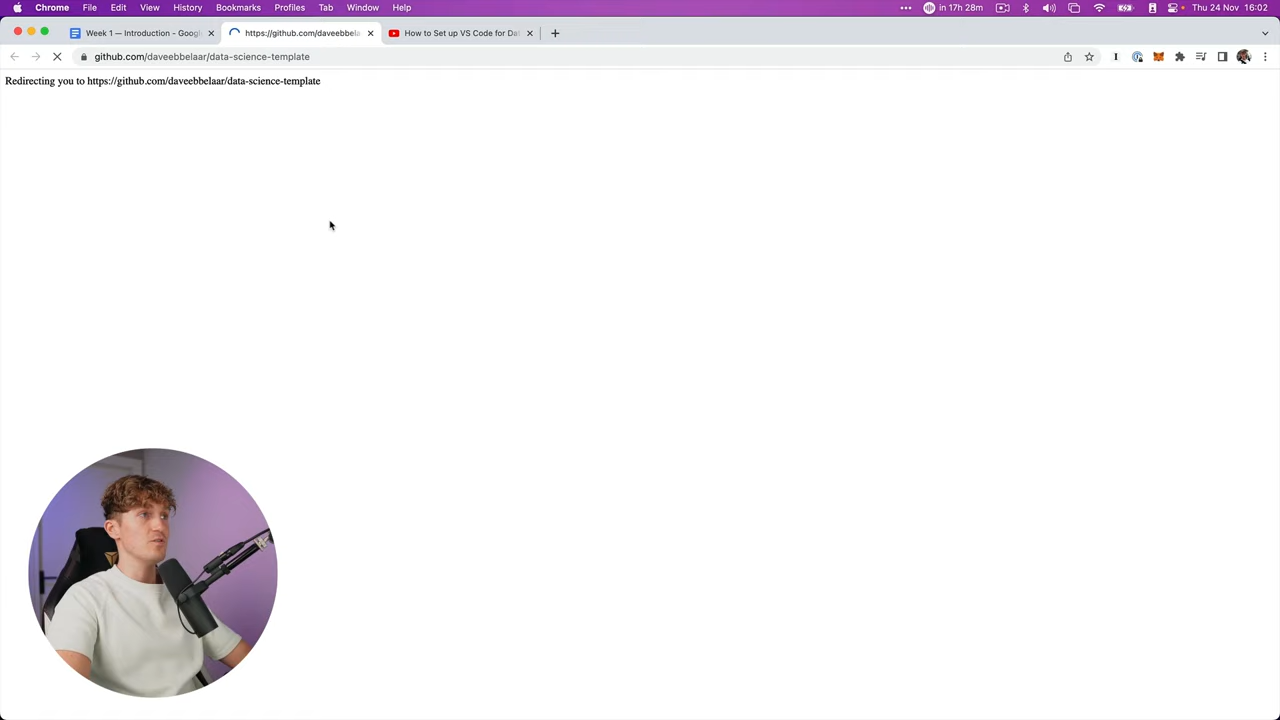 Chrome File Edit View History Bookmarks Profiles Tab Window Help in 17h 28m Thu 24 Nov 16:02
Week 1 — Introduction - Googl https://github.com/daveebbela How to Set up VS Code for Da
github.com/daveebbelaar/data-science-template
Redirecting you to https://github.com/daveebbelaar/data-science-template